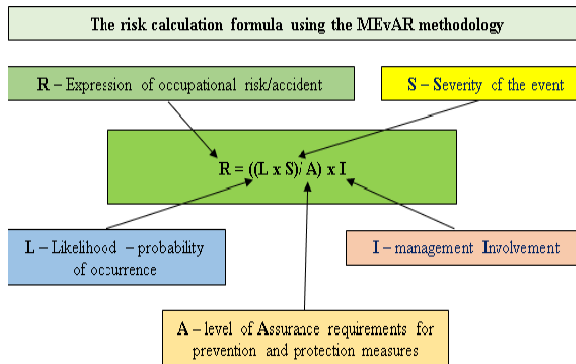 The risk calculation formula using the MEvAR methodology
R – Expression of occupational risk/accident
S – Severity of the event
R = ((L x S)/ A) x I
L – Likelihood – probability
of occurrence
I – management Involvement
A – level of Assurance requirements for
prevention and protection measures